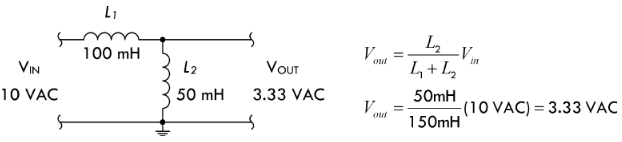 L1
100 mH
VIN
10 VAC
L2
50 mH
VOUT
3.33 VAC
Vout = L2 / (L1 + L2) Vin
Vout = 50mH / 150mH (10 VAC) = 3.33 VAC